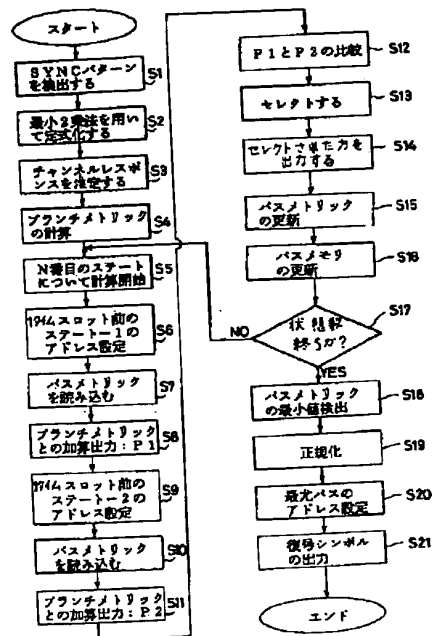 スタート
SYNCパターン
を検出する
S1
最小2乗法を用い
て定式化する
S2
チャンネルレスポ
ンスを推定する
S3
ブランチメトリック
の計算
S4
N番目のステート
について計算開始
S5
1タイムスロット前の
ステートー1の
アドレス設定
S6
パスメトリック
を読み込む
S7
ブランチメトリック
との加算出力:P1
S8
1タイムスロット前の
ステートー2の
アドレス設定
S9
パスメトリック
を読み込む
S10
ブランチメトリック
との加算出力:P2
S11
P1とP2の比較
S12
セレクトする
S13
セレクトされた方を
出力する
S14
パスメトリック
の更新
S15
パスメモリ
の更新
S16
状態数
終うか?
S17
NO
YES
パスメトリック
の最小値検出
S18
正規化
S19
最尤パスの
アドレス設定
S20
復号シンボル
の出力
S21
エンド